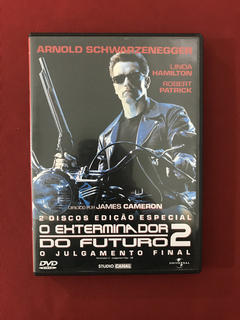 ARNOLD SCHWARZENEGGER
LINDA
HAMILTON
ROBERT
PATRICK
DIRIGIDO POR JAMES CAMERON
2 DISCOS EDIÇÃO ESPECIAL
O EXTERMINADOR
DO FUTURO 2
O JULGAMENTO FINAL
DVD
STUDIO CANAL
UNIVERSAL